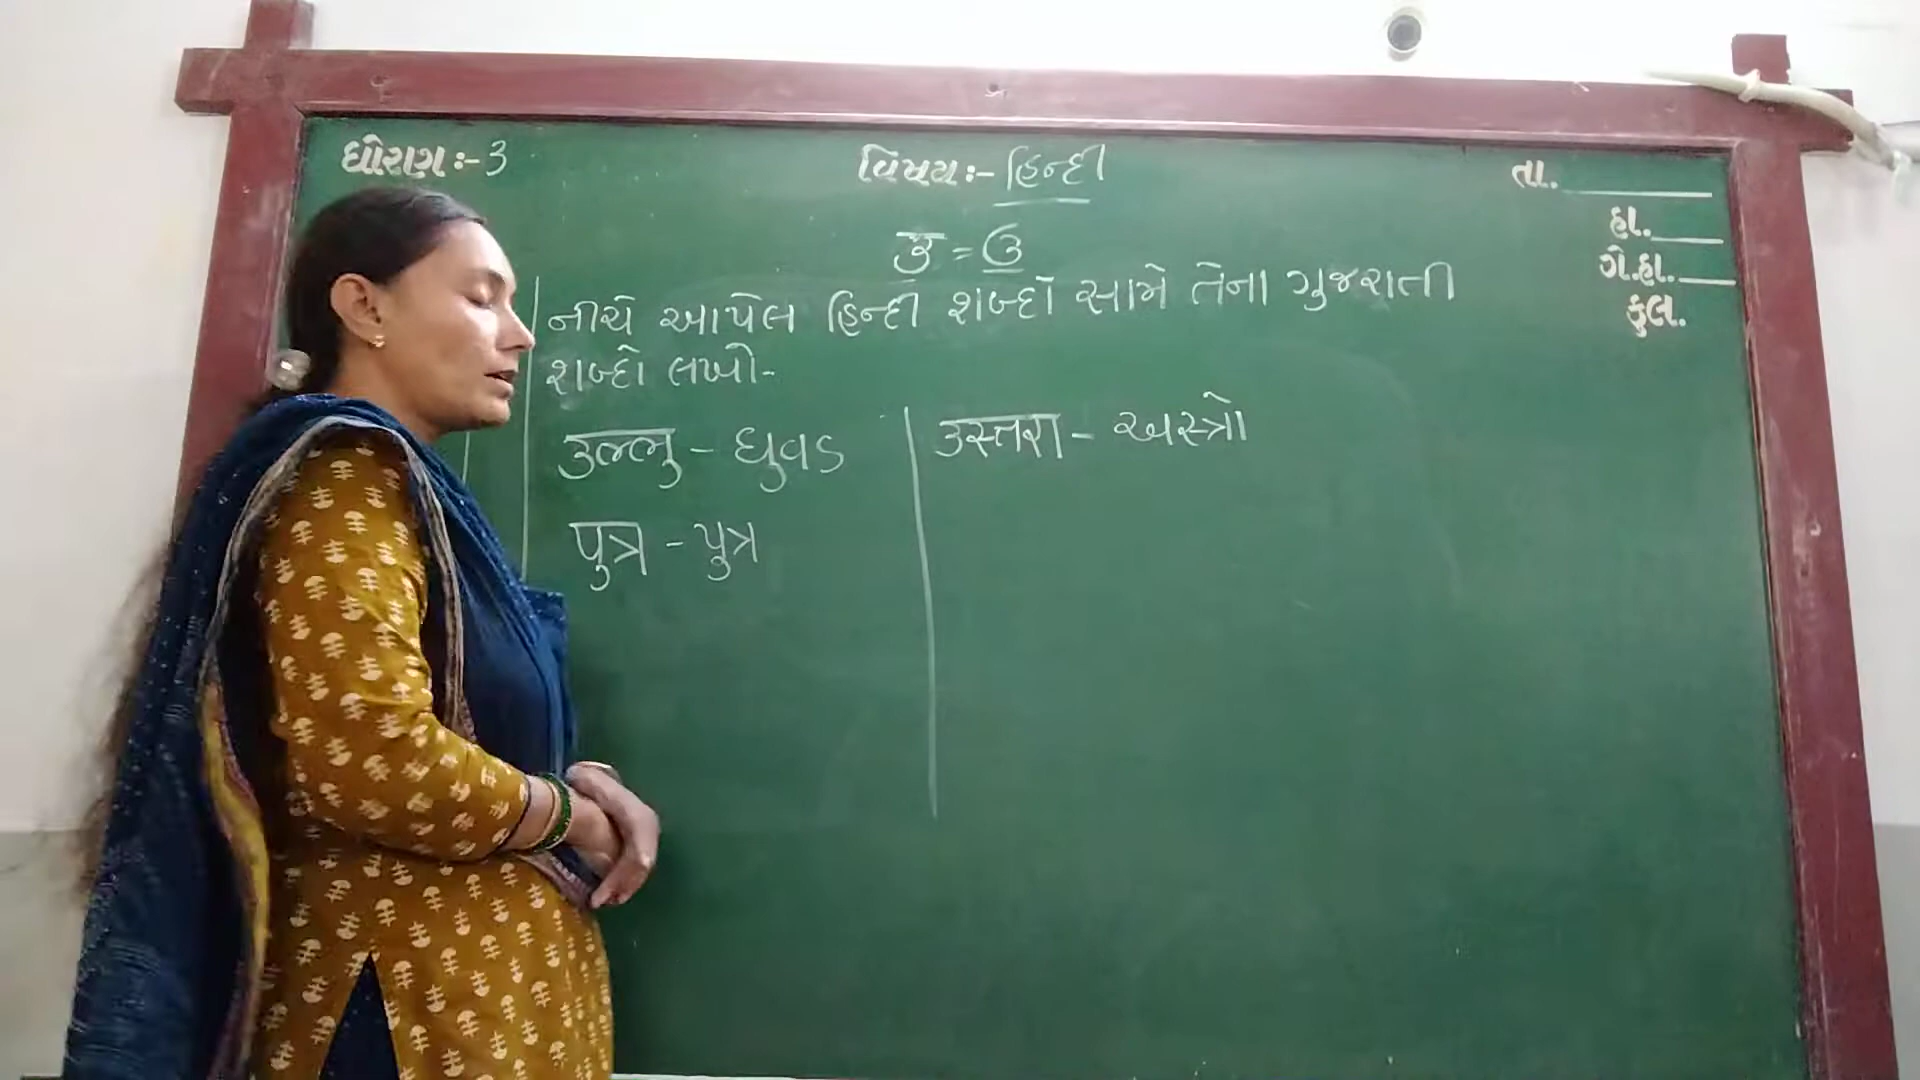 ધોરણ:- 3
વિષય:- હિન્દી
તા.
હા.
ગે.હા.
કુલ.
उ = ઉ
નીચે આપેલ હિન્દી શબ્દો સામે તેના ગુજરાતી
શબ્દો લખો-
उल्लु - ઘુવડ
उस्तरा - અસ્ત્રો
पुत्र - પુત્ર